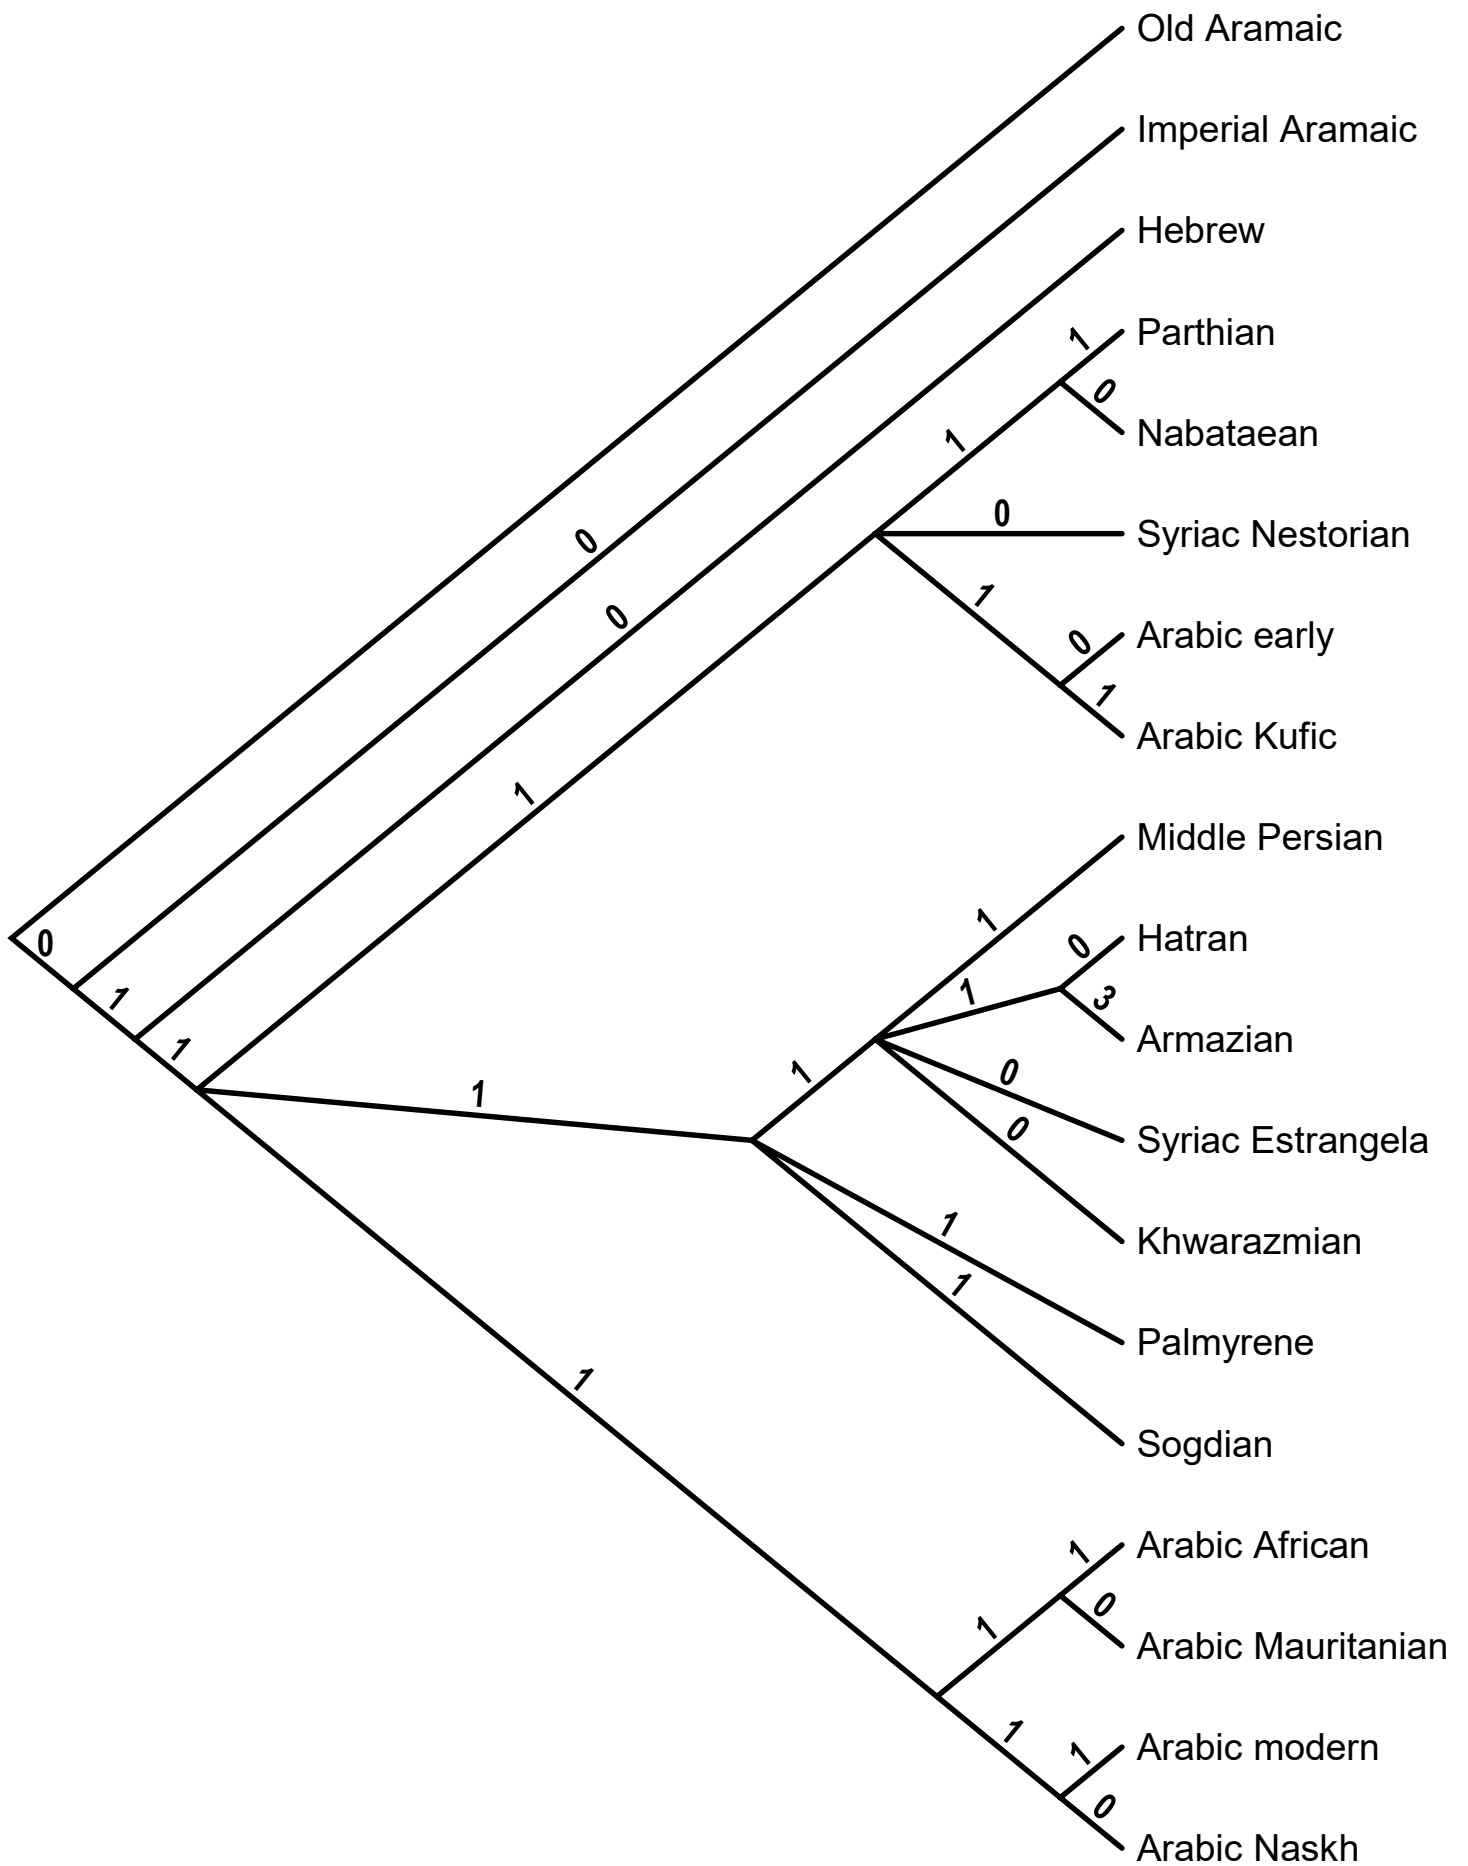 Old Aramaic
Imperial Aramaic
Hebrew
1 Parthian
0 Nabataean
1
0 Syriac Nestorian
0
1
0
0 Arabic early
1 Arabic Kufic
1
Middle Persian
1
0 Hatran
0
1
3 Armazian
1
1
1
0
1 Syriac Estrangela
0
Khwarazmian
1
1
Palmyrene
1
Sogdian
1
1 Arabic African
0
1
Arabic Mauritanian
1
1 Arabic modern
0
Arabic Naskh